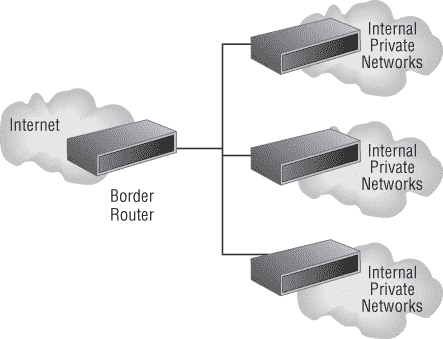 Internet
Border
Router
Internal
Private
Networks
Internal
Private
Networks
Internal
Private
Networks